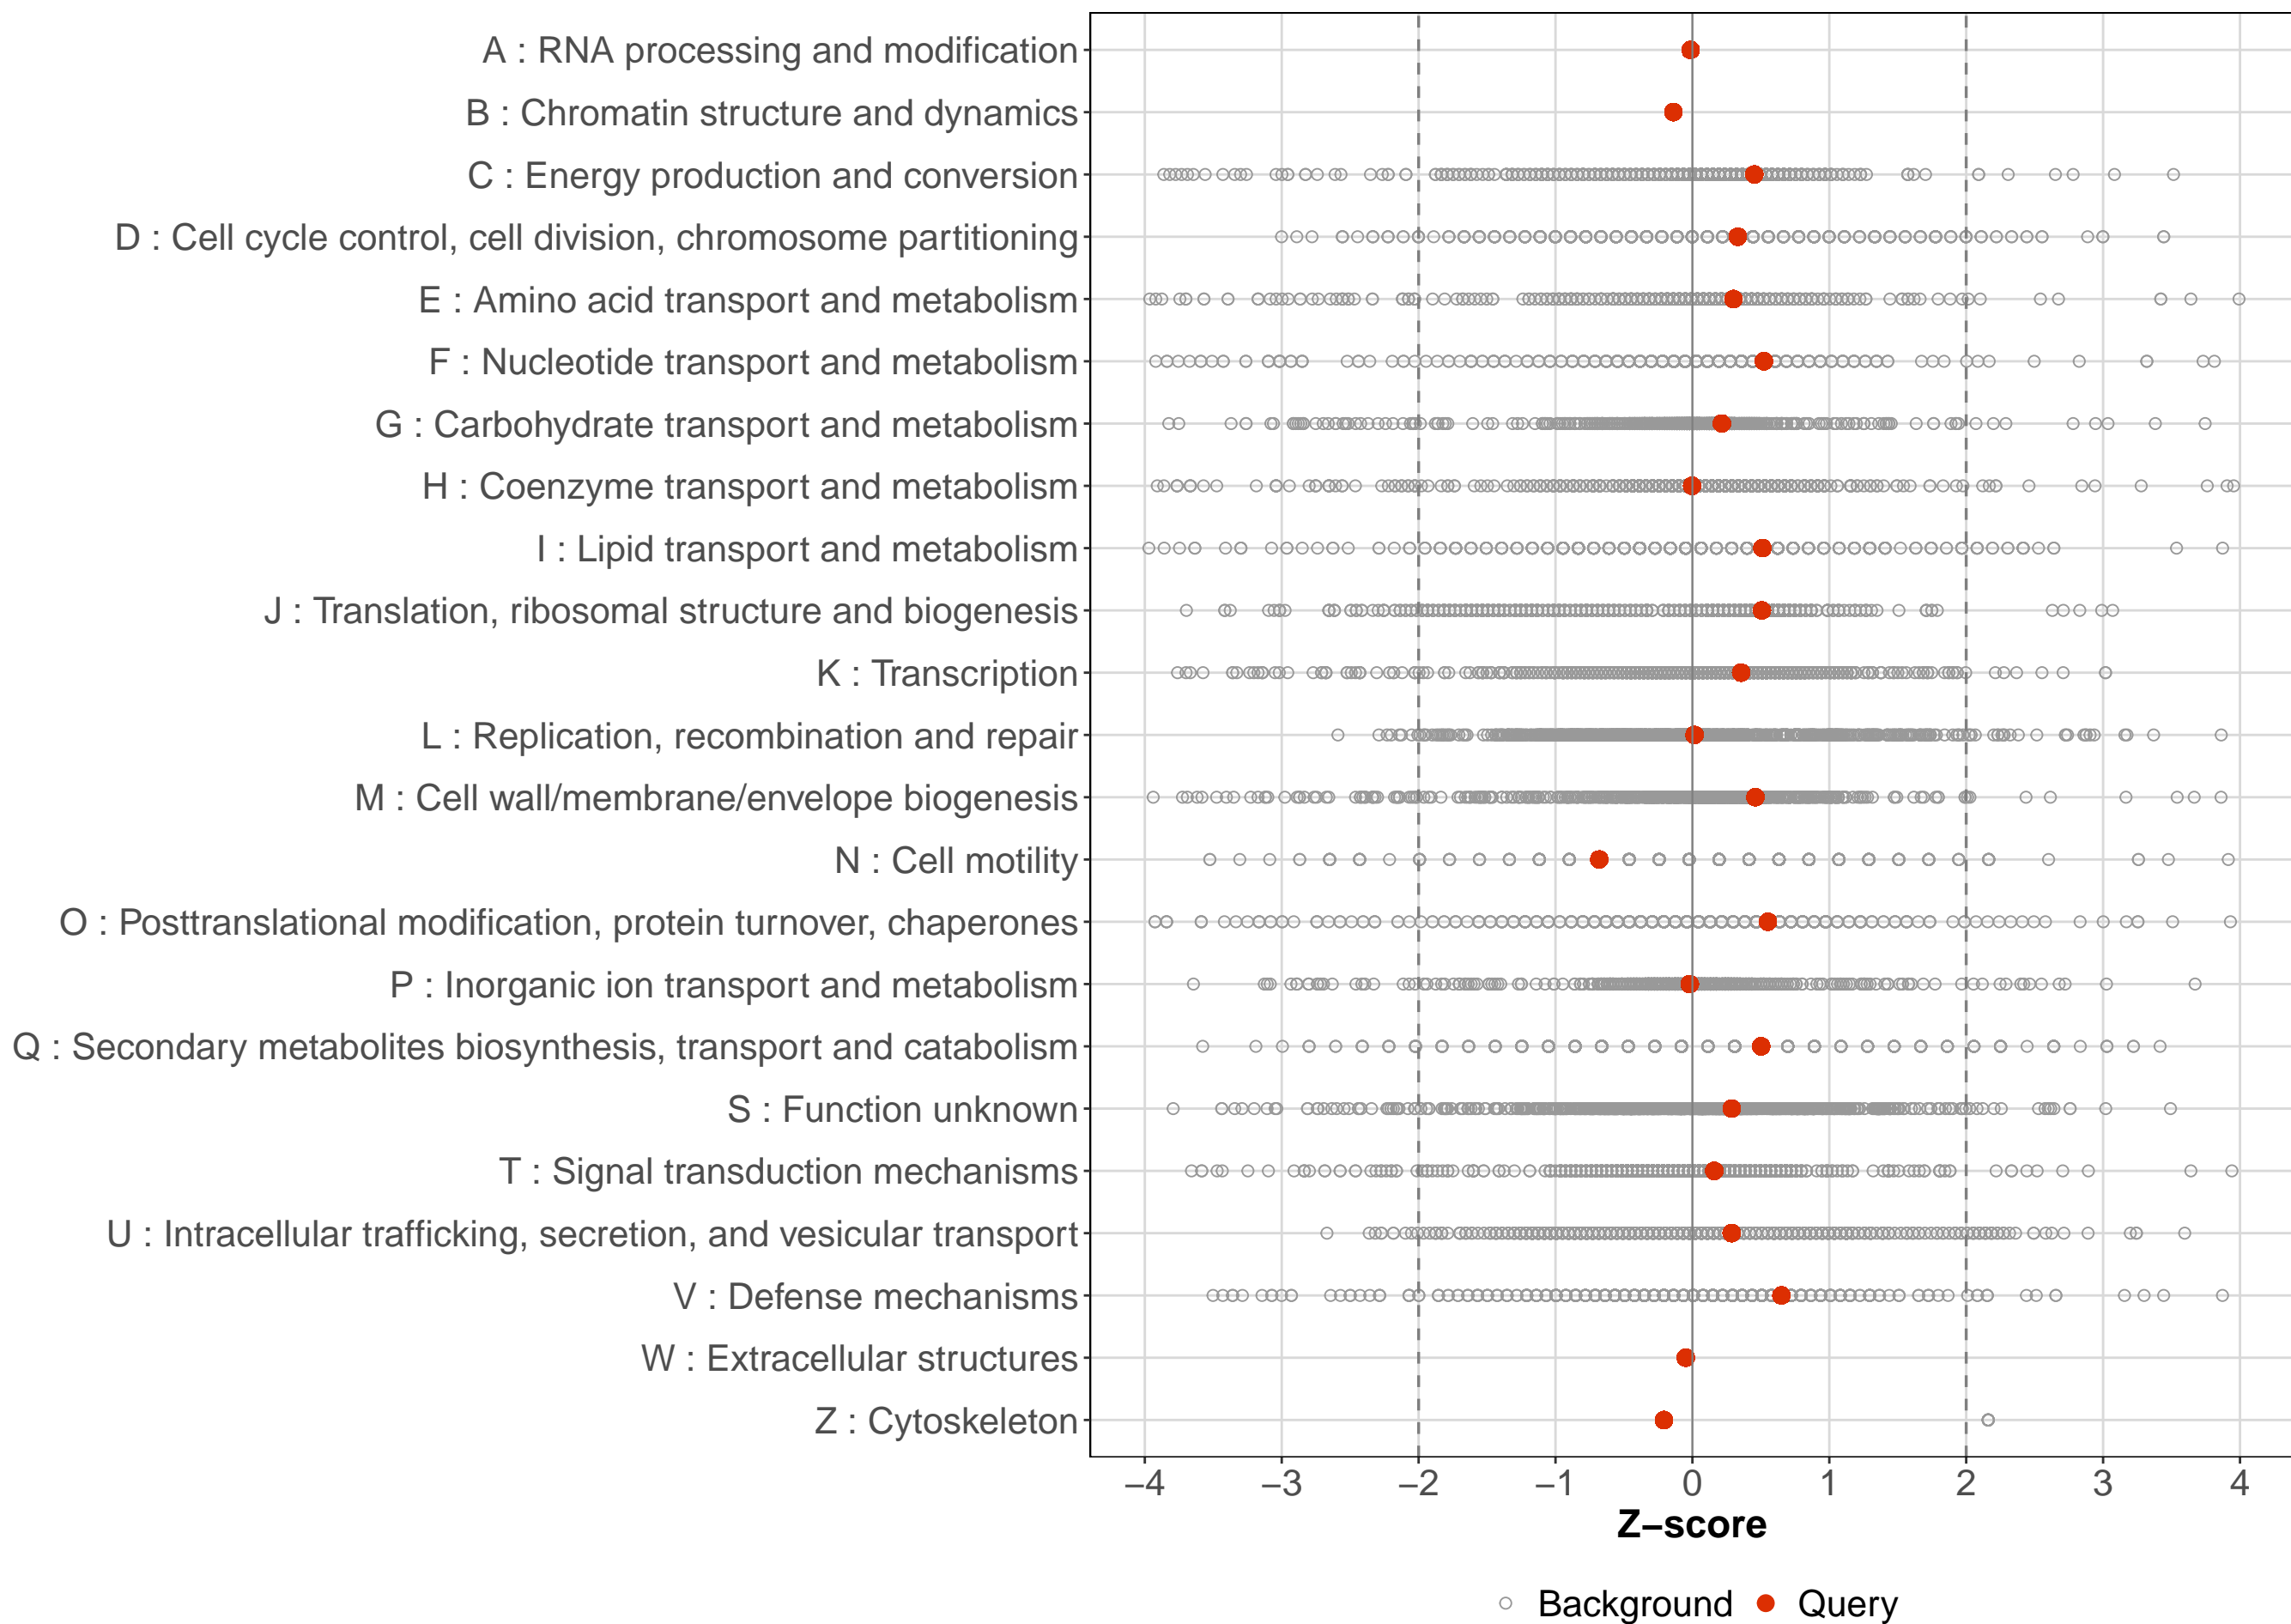 A : RNA processing and modification
B : Chromatin structure and dynamics
C : Energy production and conversion
D : Cell cycle control, cell division, chromosome partitioning
E : Amino acid transport and metabolism
F : Nucleotide transport and metabolism
G : Carbohydrate transport and metabolism
H : Coenzyme transport and metabolism
I : Lipid transport and metabolism
J : Translation, ribosomal structure and biogenesis
K : Transcription
L : Replication, recombination and repair
M : Cell wall/membrane/envelope biogenesis
N : Cell motility
O : Posttranslational modification, protein turnover, chaperones
P : Inorganic ion transport and metabolism
Q : Secondary metabolites biosynthesis, transport and catabolism
S : Function unknown
T : Signal transduction mechanisms
U : Intracellular trafficking, secretion, and vesicular transport
V : Defense mechanisms
W : Extracellular structures
Z : Cytoskeleton
−4 −3 −2 −1 0 1 2 3 4
Z−score
Background Query